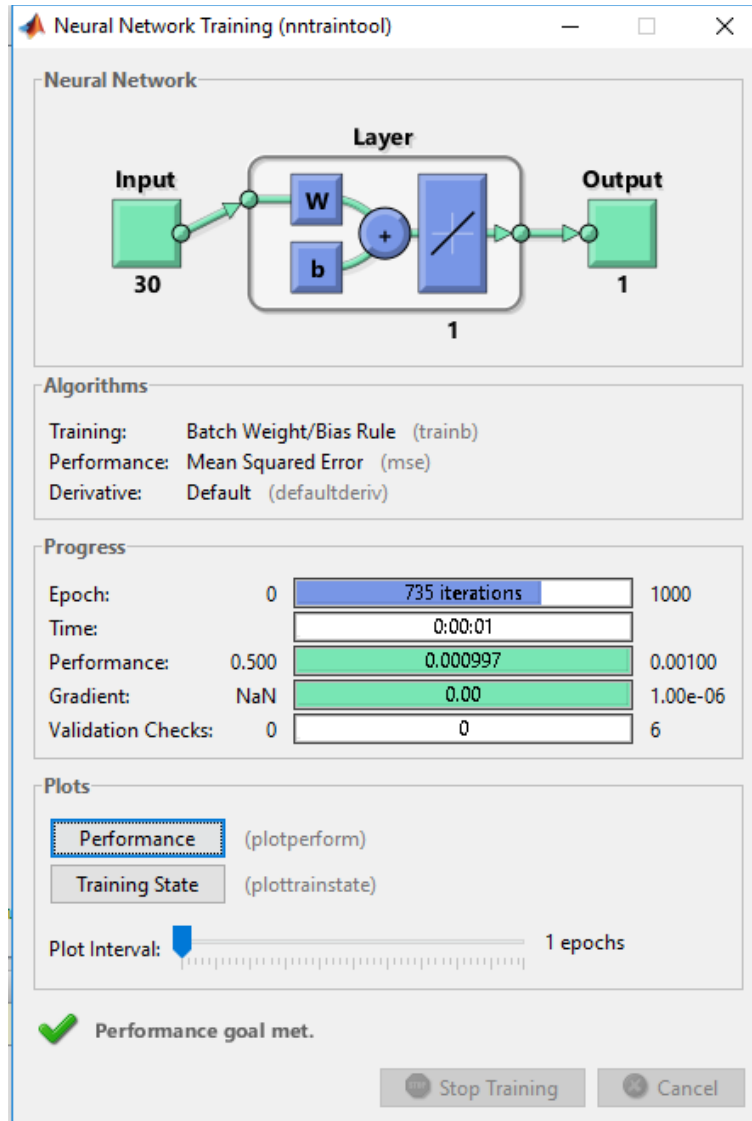 Neural Network Training (nntraintool)
Neural Network
Layer
Input
Output
W
+
b
30
1
1
Algorithms
Training: Batch Weight/Bias Rule (trainb)
Performance: Mean Squared Error (mse)
Derivative: Default (defaultderiv)
Progress
Epoch: 0 735 iterations 1000
Time: 0:00:01
Performance: 0.500 0.000997 0.00100
Gradient: NaN 0.00 1.00e-06
Validation Checks: 0 0 6
Plots
Performance (plotperform)
Training State (plottrainstate)
Plot Interval: 1 epochs
Performance goal met.
Stop Training Cancel